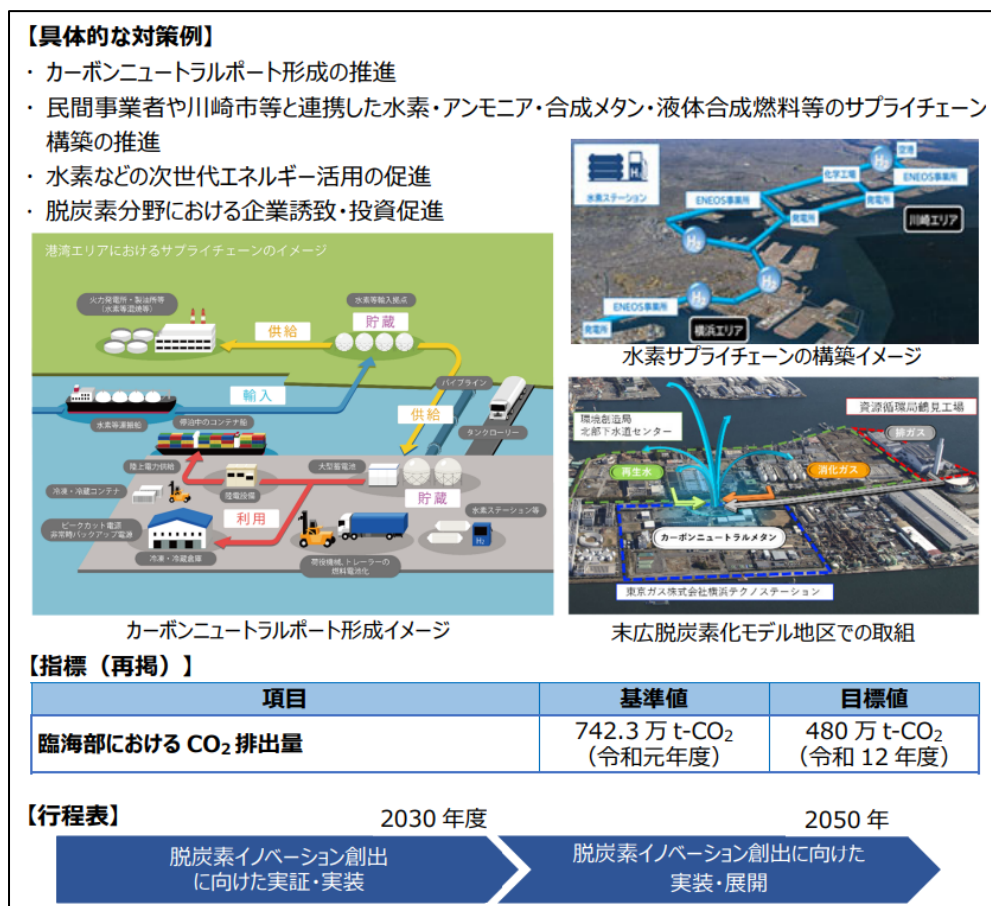 【具体的な対策例】
・ カーボンニュートラルポート形成の推進
・ 民間事業者や川崎市等と連携した水素・アンモニア・合成メタン・液体合成燃料等のサプライチェーン
構築の推進
・ 水素などの次世代エネルギー活用の促進
・ 脱炭素分野における企業誘致・投資促進
港湾エリアにおけるサプライチェーンのイメージ
火力発電所・製油所等
(水素等混焼等)
水素等輸入拠点
貯蔵
供給
輸入
水素等運搬船
パイプライン
供給
タンクローリー
停泊中のコンテナ船
陸上電力供給
陸電設備
大型蓄電池
貯蔵
冷凍・冷蔵コンテナ
利用
ピークカット電源
非常時バックアップ電源
冷凍・冷蔵倉庫
水素ステーション等
H₂
荷役機械、トレーラーの
燃料電池化
カーボンニュートラルポート形成イメージ
水素ステーション
空港
H₂
化学工場
ENEOS事業所
発電所
ENEOS事業所
発電所
川崎エリア
H₂
H₂
H₂
ENEOS事業所
発電所
横浜エリア
水素サプライチェーンの構築イメージ
環境創造局
北部下水道センター
資源循環局鶴見工場
排ガス
再生水
消化ガス
カーボンニュートラルメタン
東京ガス株式会社横浜テクノステーション
末広脱炭素化モデル地区での取組
【指標(再掲)】
項目 基準値 目標値
臨海部における CO₂ 排出量 742.3 万 t-CO₂ 480 万 t-CO₂
(令和元年度) (令和 12 年度)
【行程表】
2030 年度 2050 年
脱炭素イノベーション創出
に向けた実証・実装
脱炭素イノベーション創出に向けた
実装・展開